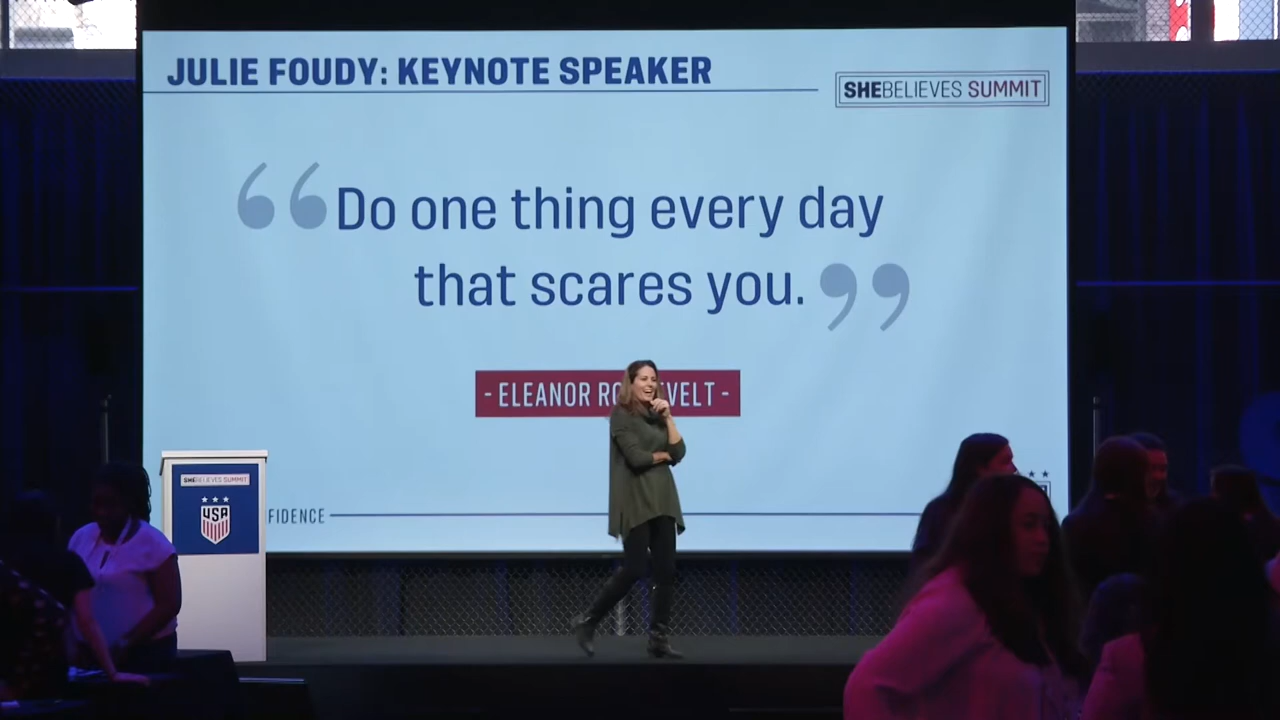 JULIE FOUDY: KEYNOTE SPEAKER
SHEBELIEVES SUMMIT
“Do one thing every day
that scares you.”
- ELEANOR RO EVELT -
SHEBELIEVES SUMMIT
USA
FIDENCE